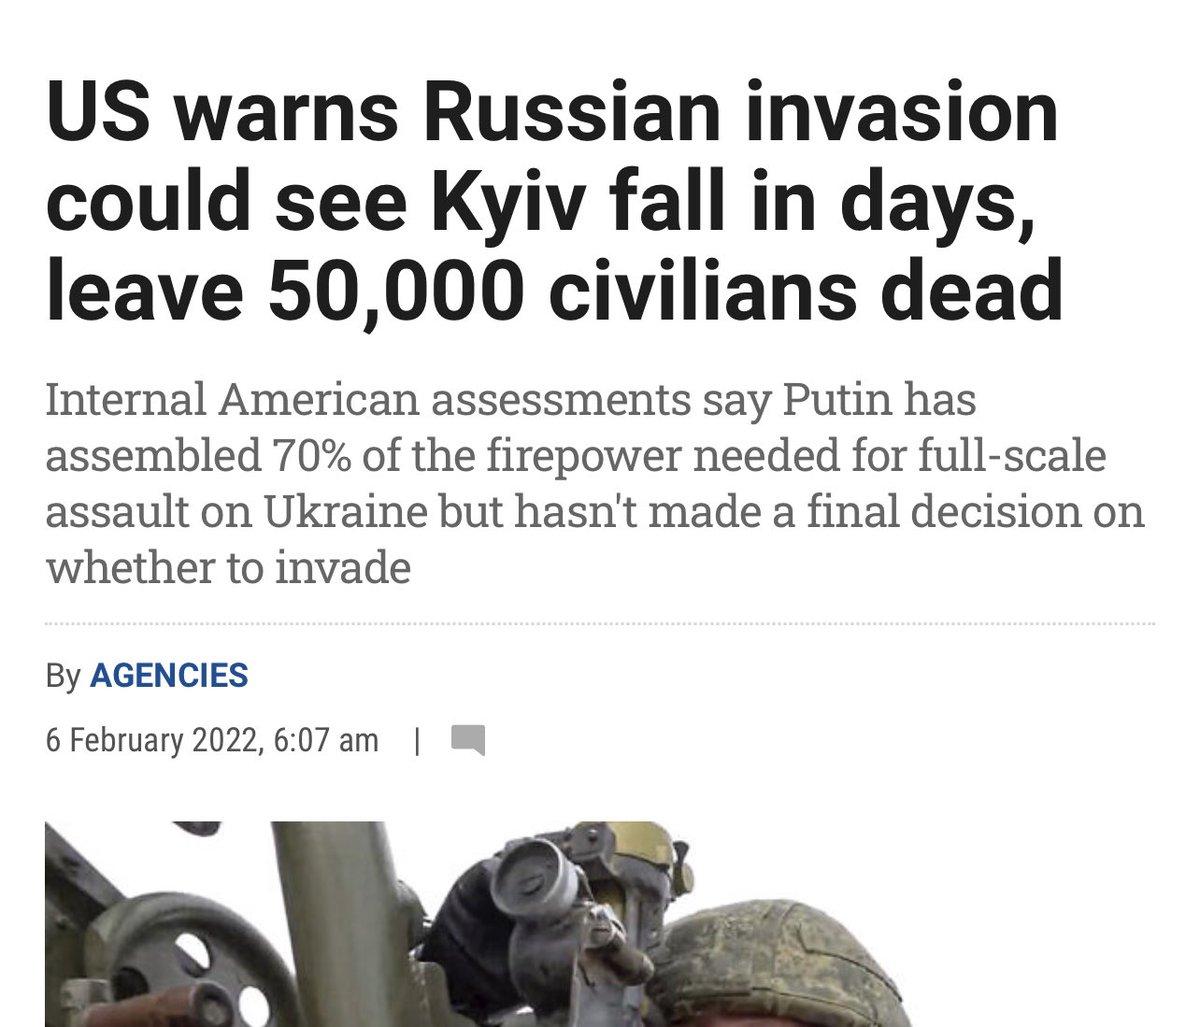 US warns Russian invasion
could see Kyiv fall in days,
leave 50,000 civilians dead
Internal American assessments say Putin has
assembled 70% of the firepower needed for full-scale
assault on Ukraine but hasn't made a final decision on
whether to invade
By AGENCIES
6 February 2022, 6:07 am |